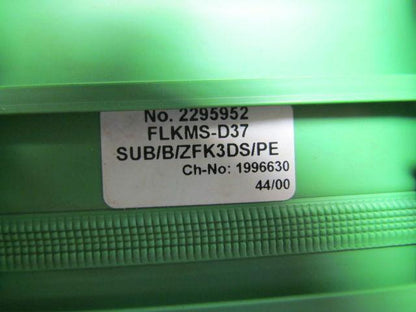 No. 2295952
FLKMS-D37
SUB/B/ZFK3DS/PE
Ch-No: 1996630
44/00